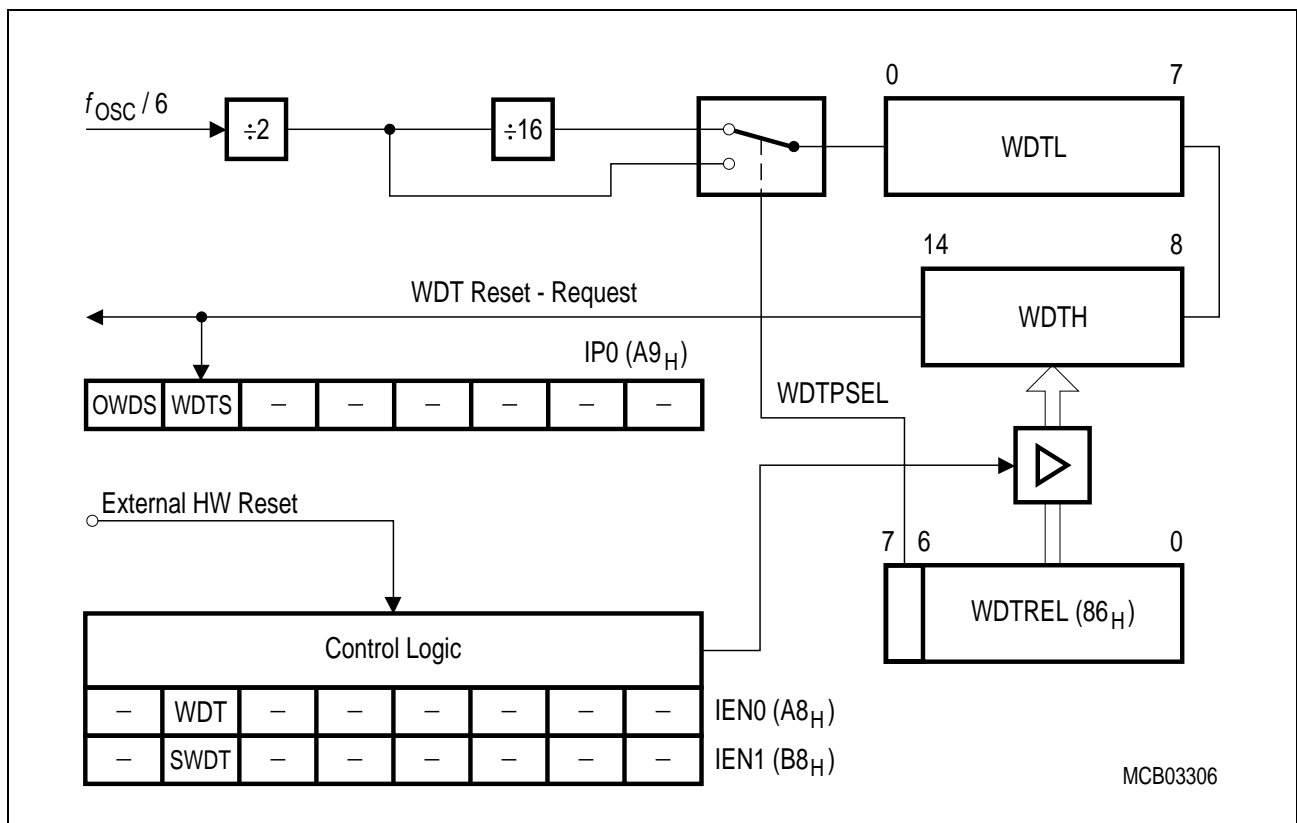 0 7
fOSC / 6
÷2 ÷16 WDTL
14 8
WDT Reset - Request
WDTH
IP0 (A9H)
WDTPSEL
OWDS WDTS – – – – – –
External HW Reset
7 6 0
WDTREL (86H)
Control Logic
– WDT – – – – – – IEN0 (A8H)
– SWDT – – – – – – IEN1 (B8H)
MCB03306